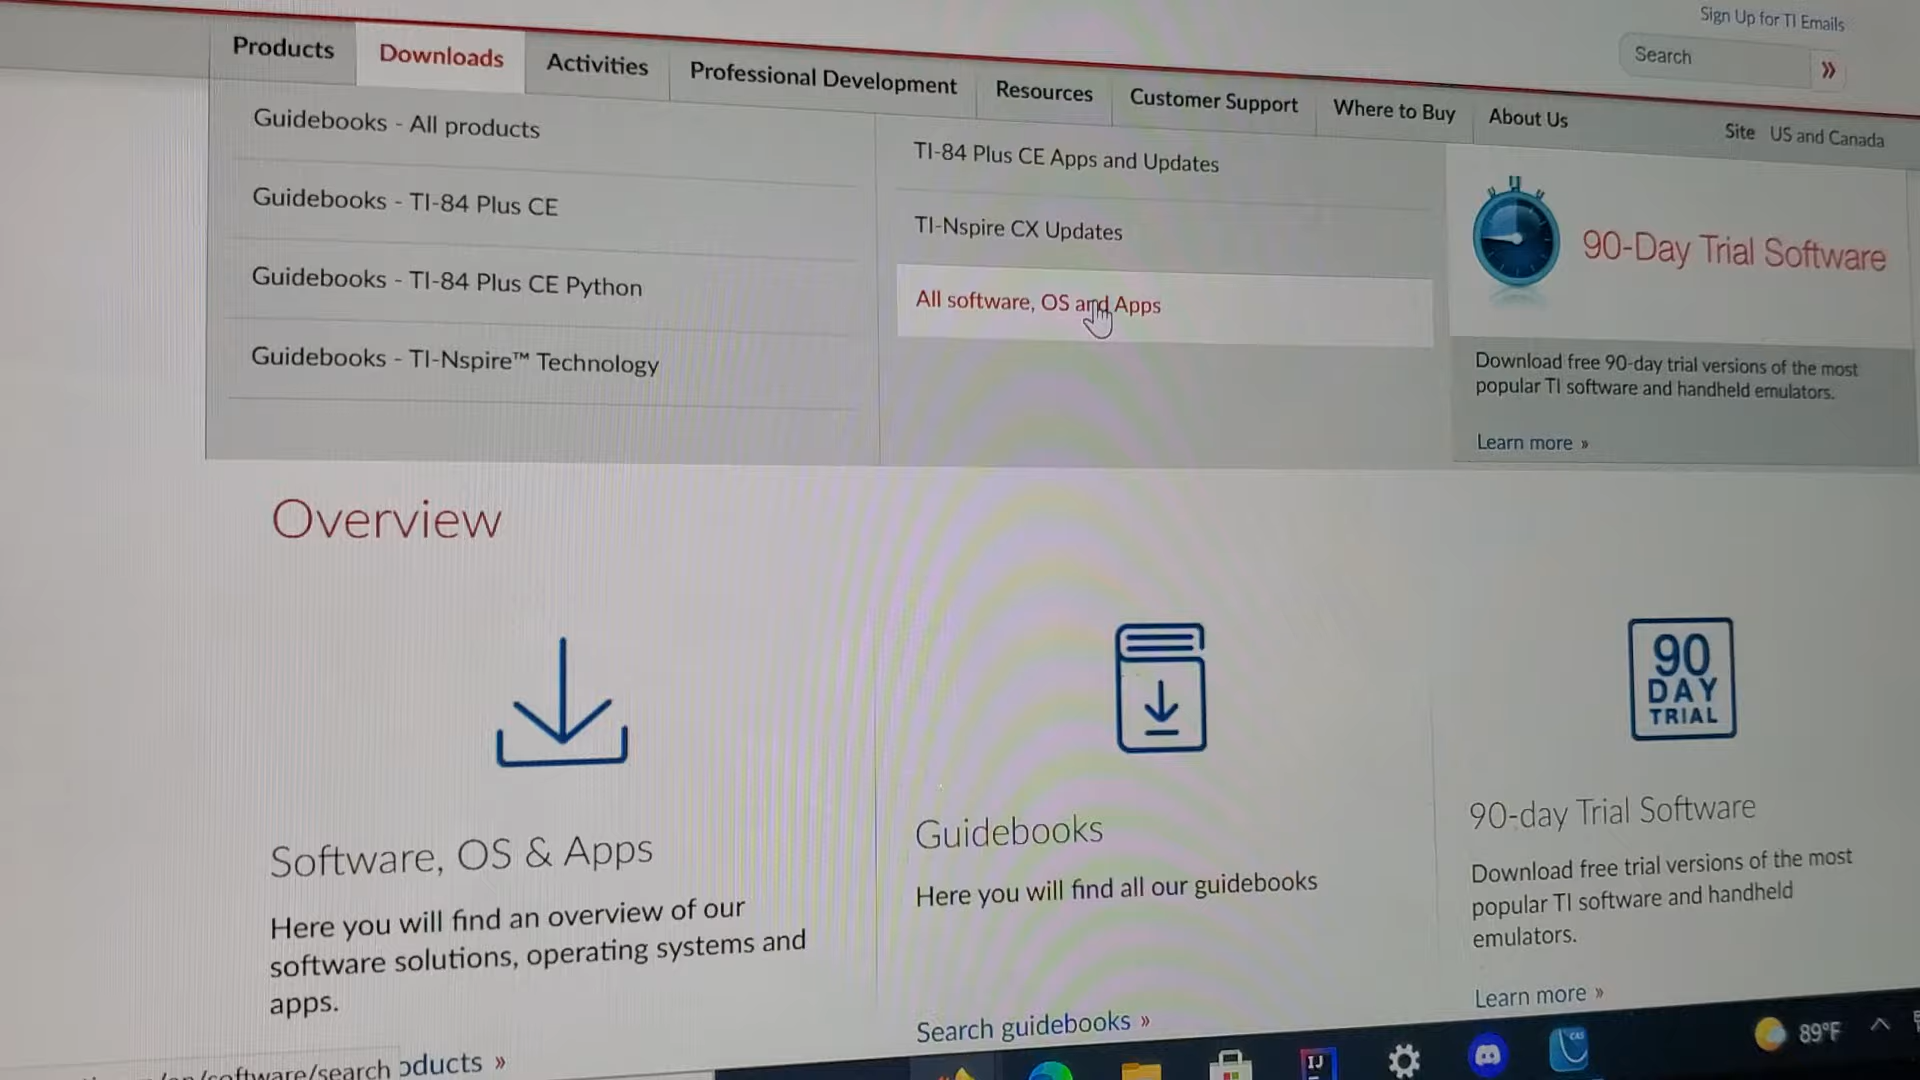 Sign Up for TI Emails
Search »
Products
Downloads
Activities
Professional Development
Resources
Customer Support
Where to Buy
About Us
Site US and Canada
Guidebooks - All products
Guidebooks - TI-84 Plus CE
Guidebooks - TI-84 Plus CE Python
Guidebooks - TI-Nspire™ Technology
TI-84 Plus CE Apps and Updates
TI-Nspire CX Updates
All software, OS and Apps
90-Day Trial Software
Download free 90-day trial versions of the most
popular TI software and handheld emulators.
Learn more »
Overview
Software, OS & Apps
Here you will find an overview of our
software solutions, operating systems and
apps.
Guidebooks
Here you will find all our guidebooks
Search guidebooks »
90
DAY
TRIAL
90-day Trial Software
Download free trial versions of the most
popular TI software and handheld
emulators.
Learn more »
/software/search
oducts »
IJ
CAS
89°F